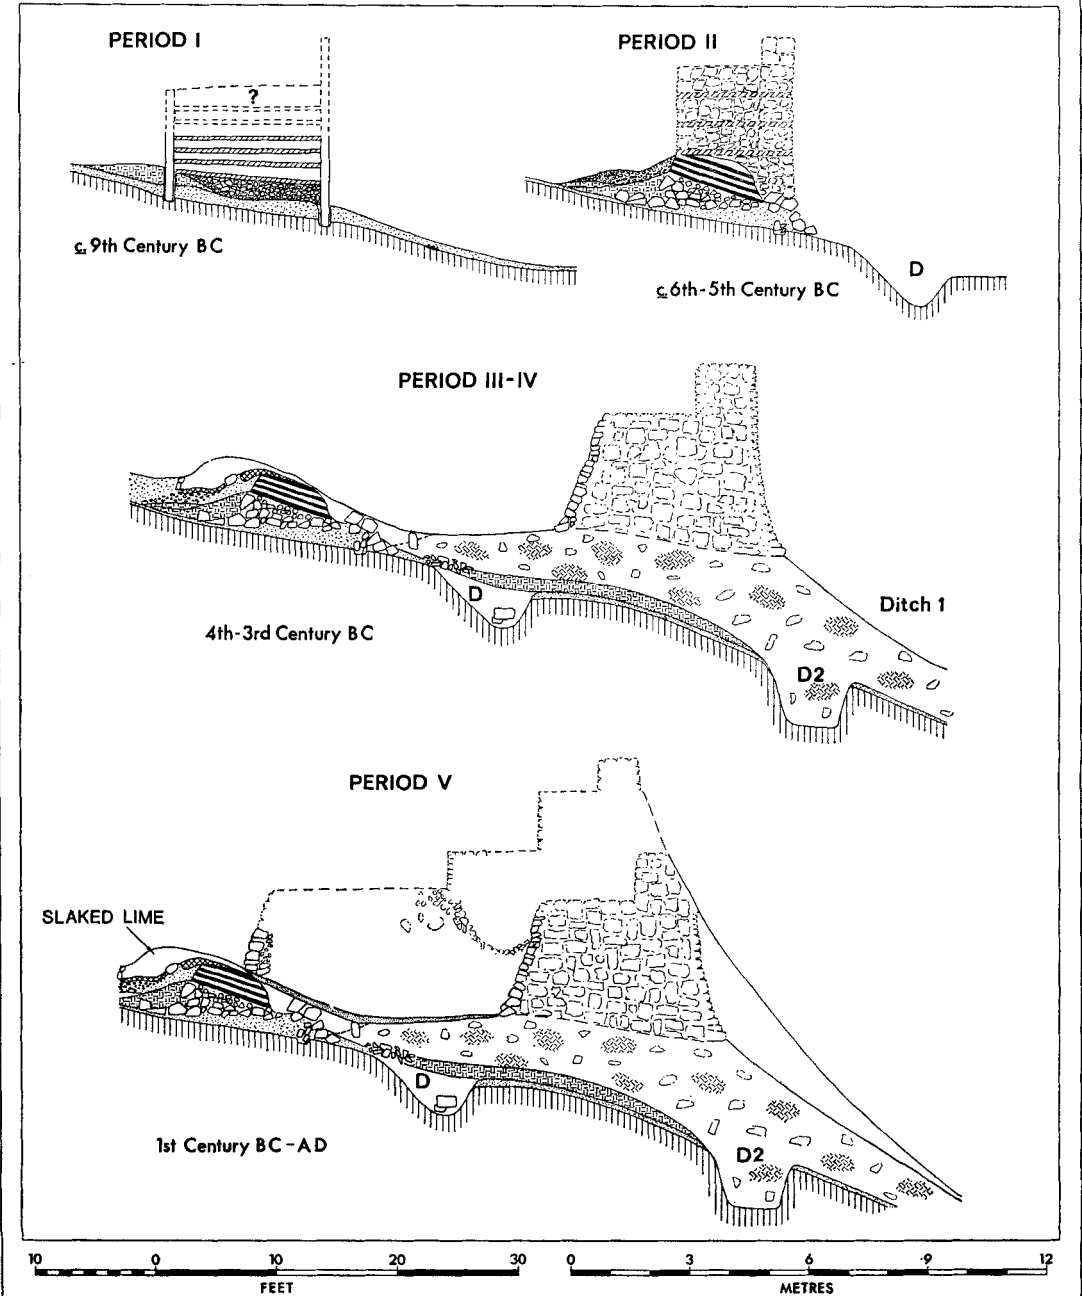 PERIOD I
PERIOD II
?
c. 9th Century BC
D
c. 6th-5th Century BC
PERIOD III-IV
D
Ditch 1
4th-3rd Century BC
D2
PERIOD V
SLAKED LIME
D
1st Century BC-AD
D2
10 0 10 20 30 0 3 6 9 12
FEET METRES